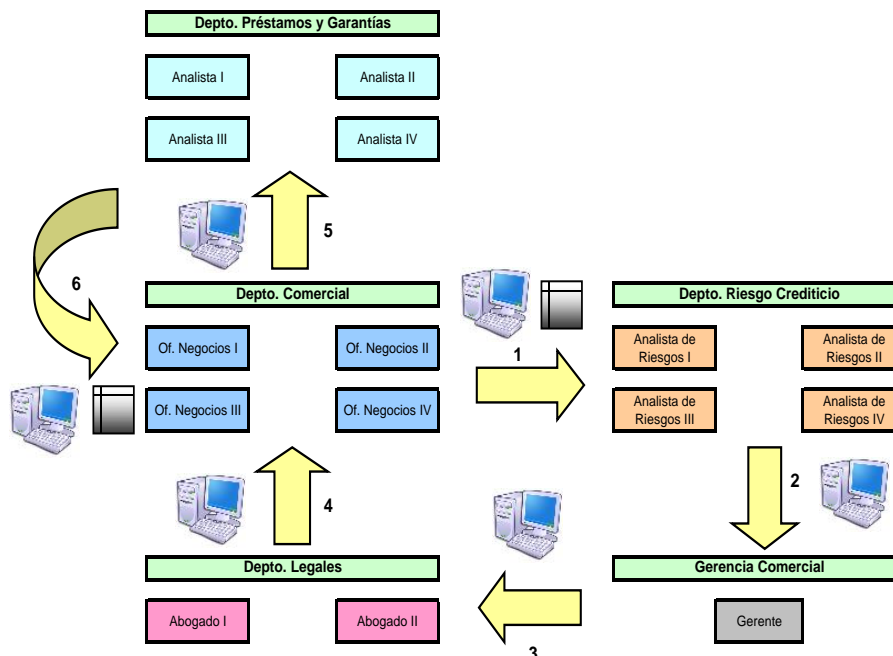 Depto. Préstamos y Garantías
Analista I
Analista II
Analista III
Analista IV
5
6
Depto. Comercial
Of. Negocios I
Of. Negocios II
Of. Negocios III
Of. Negocios IV
1
Depto. Riesgo Crediticio
Analista de
Riesgos I
Analista de
Riesgos II
Analista de
Riesgos III
Analista de
Riesgos IV
2
4
Depto. Legales
Abogado I
Abogado II
3
Gerencia Comercial
Gerente